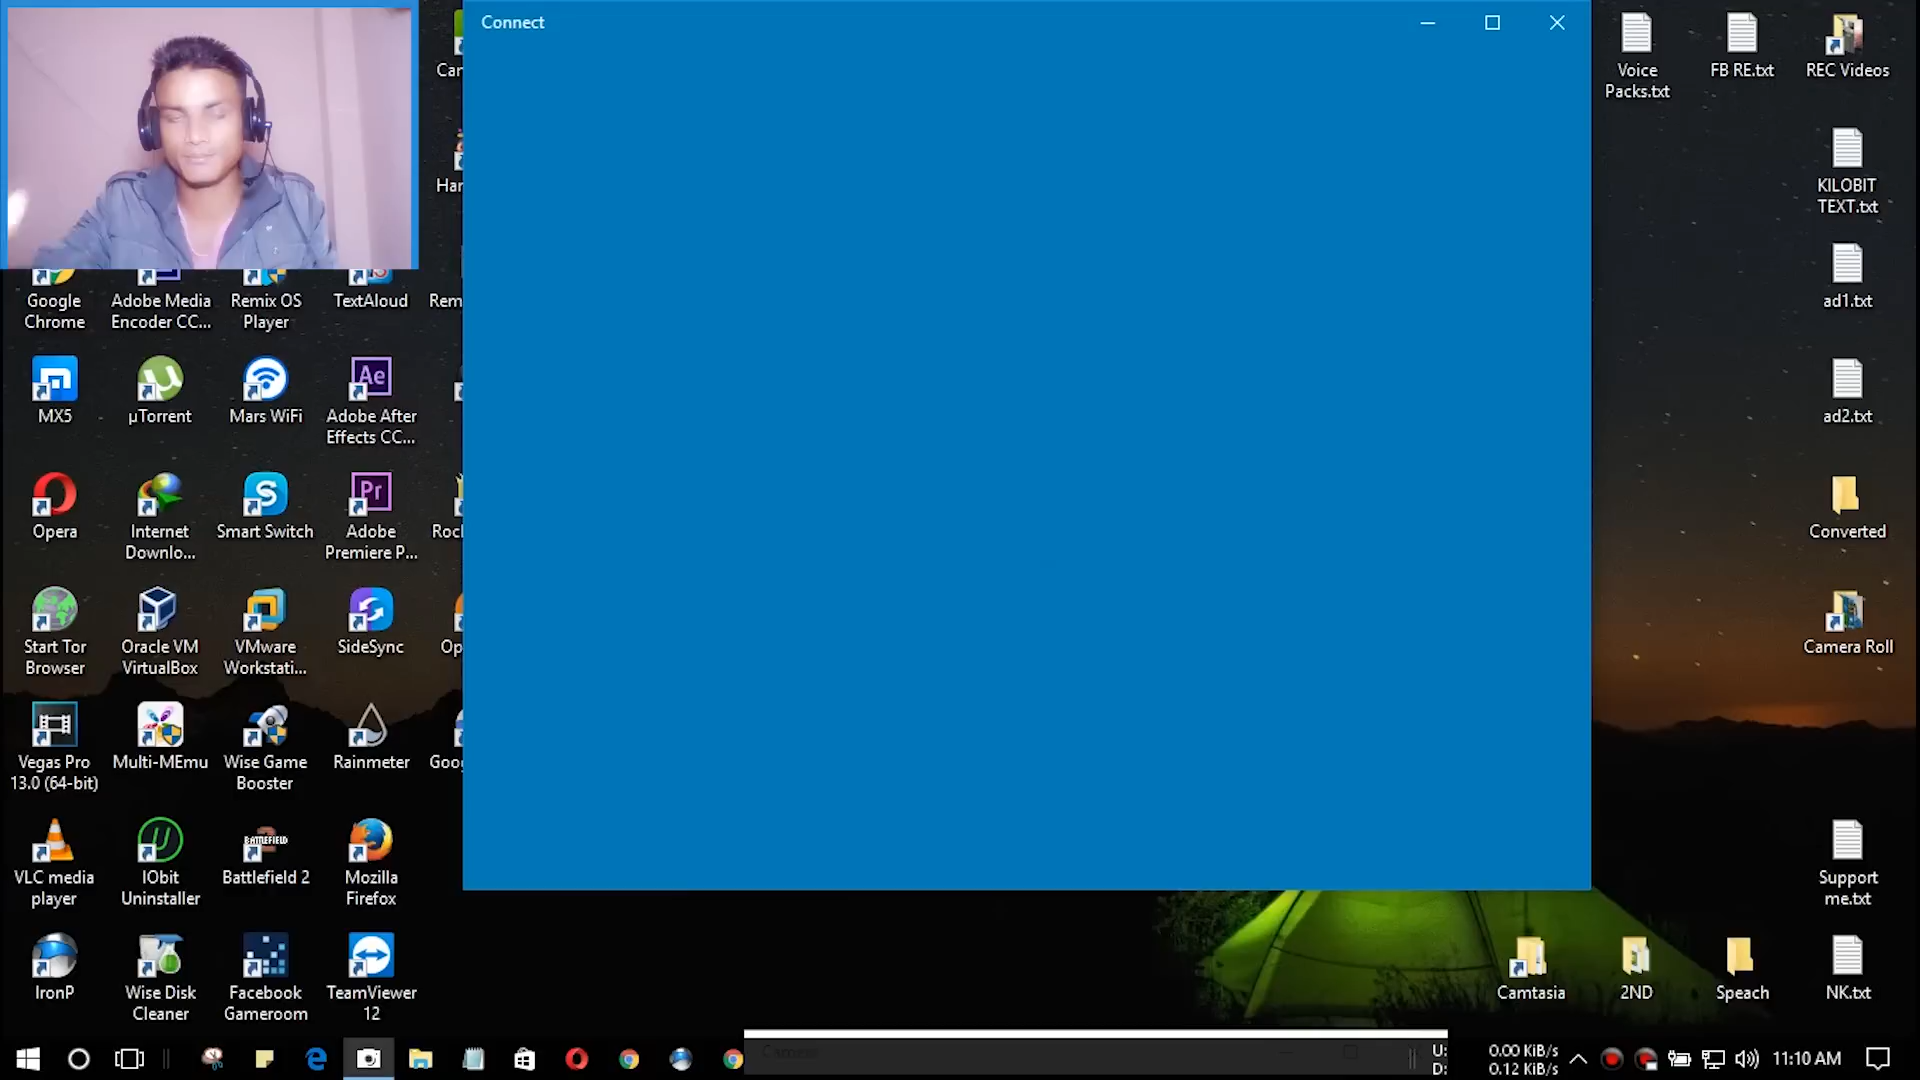 Connect
Voice
Packs.txt
FB RE.txt
REC Videos
KILOBIT
TEXT.txt
ad1.txt
ad2.txt
Converted
Camera Roll
Support
me.txt
Camtasia
2ND
Speach
NK.txt
Google
Chrome
Adobe Media
Encoder CC...
Remix OS
Player
TextAloud
MX5
µTorrent
Mars WiFi
Adobe After
Effects CC...
Opera
Internet
Downlo...
Smart Switch
Adobe
Premiere P...
Start Tor
Browser
Oracle VM
VirtualBox
VMware
Workstati...
SideSync
Vegas Pro
13.0 (64-bit)
Multi-MEmu
Wise Game
Booster
Rainmeter
VLC media
player
IObit
Uninstaller
BATTLEFIELD
Battlefield 2
Mozilla
Firefox
IronP
Wise Disk
Cleaner
Facebook
Gameroom
TeamViewer
12
Camera
U: 0.00 KiB/s
D: 0.12 KiB/s
11:10 AM